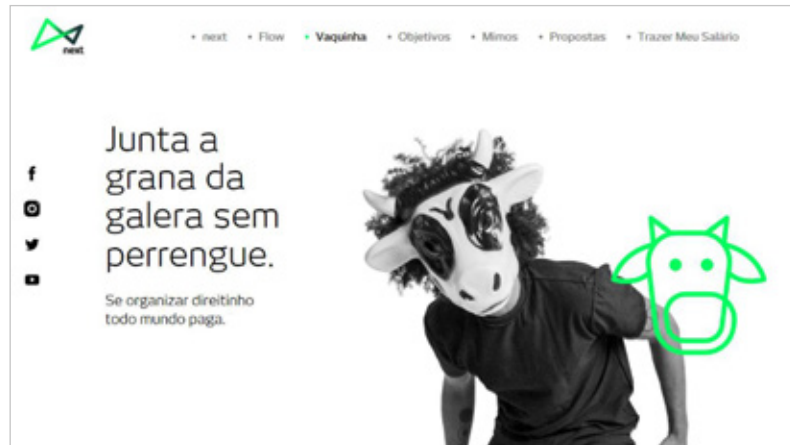 next
• next • Flow • Vaquinha • Objetivos • Mimos • Propostas • Trazer Meu Salário
Junta a
grana da
galera sem
perrengue.
Se organizar direitinho
todo mundo paga.